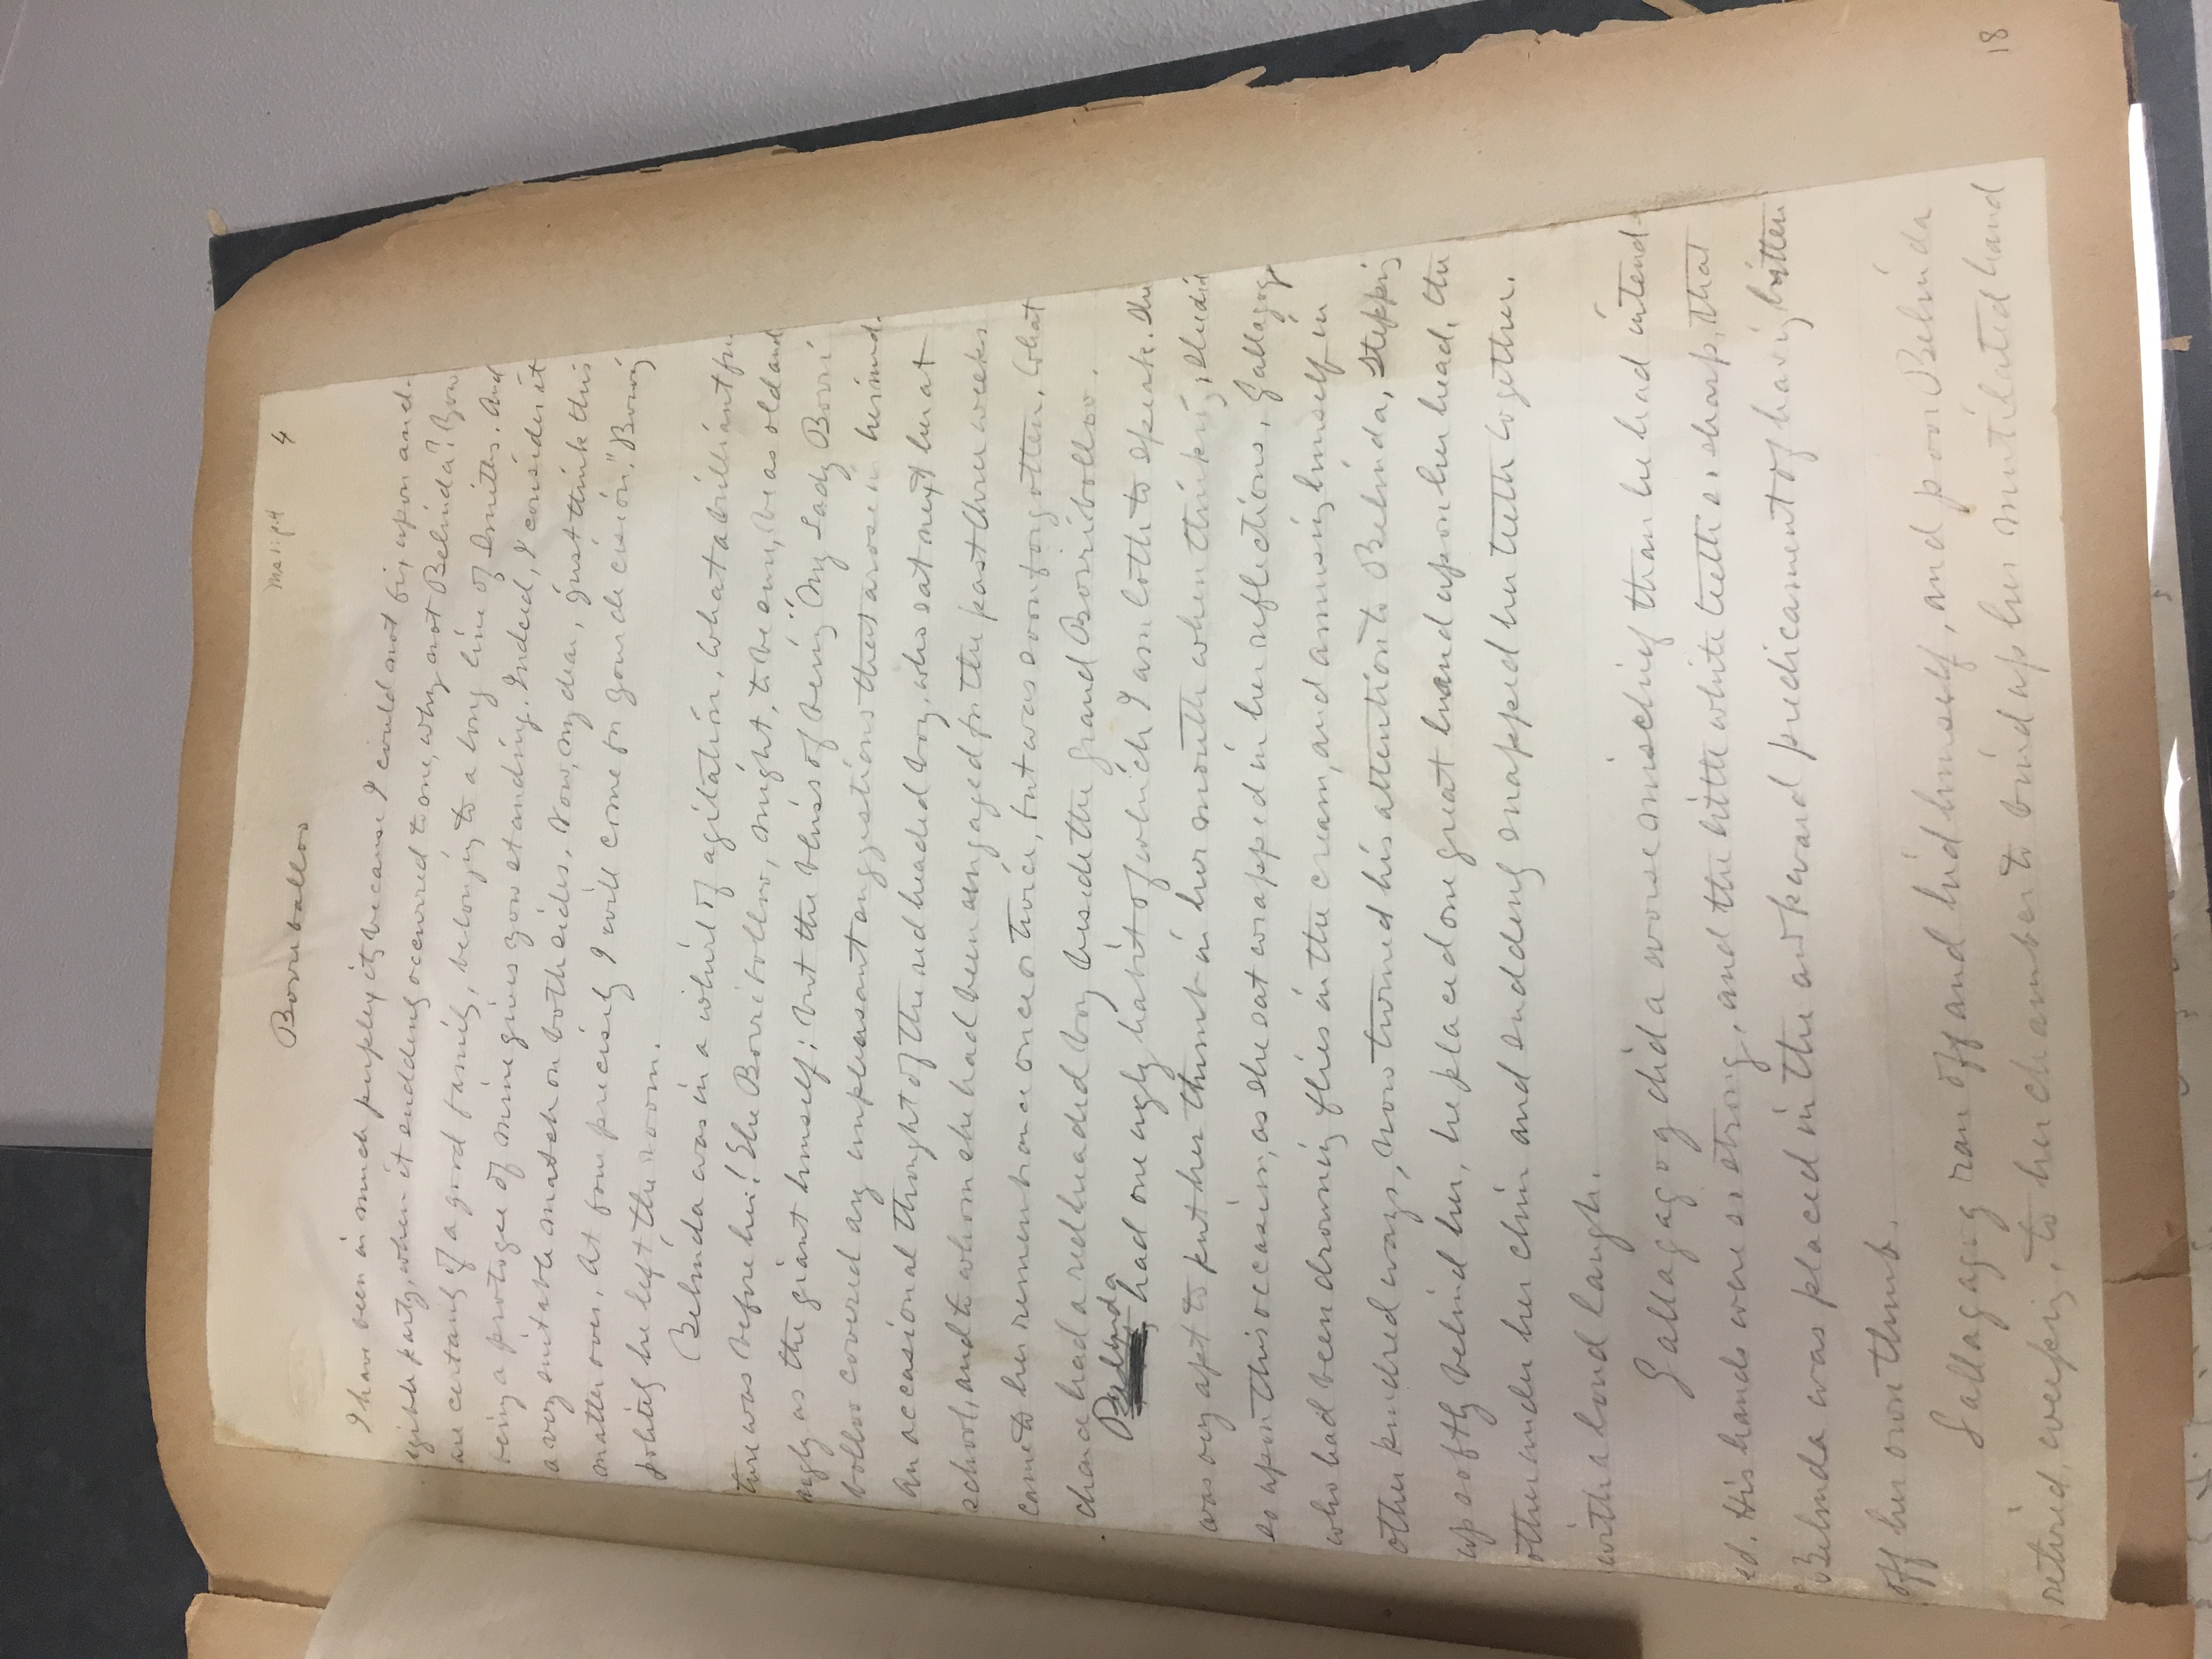 Borribolloo
Ms 1: p.4 4
I have been in much perplexity because I could not fix upon an el-
igible party, when it suddenly occurred to me, why not Belinda? You
are certainly of a good family, belonging to a long line of Smiths. And
being a protogee of mine gives you standing. Indeed, I consider it
a very suitable match on both sides. Now, my dear, just think this
matter over. At four precisely I will come for your decision." Bowing
politely he left the room.
Belinda was in a whirl of agitation. What a brilliant fu-
ture was before her! The Borribolloo, might, to be sure, be as old and
ugly as the giant himself; but the bliss of being "My Lady Borri
bolloo covered any unpleasant suggestions that arose in her mind.
An occasional thought of the red headed boy, who sat next her at
school, and to whom she had been engaged for the past three weeks
came to her remembrance once or twice, but was soon forgotten. What
chance had a redheaded boy beside the grand Borribolloo.
Belinda
had one ugly habit of which I am loth to speak. She
was very apt to put her thumb in her mouth when thinking; she did
so upon this occasion, as she sat wrapped in her reflections. Gallagog,
who had been drowning flies in the cream, and amusing himself in
other kindred ways, now turned his attention to Belinda, Stepping
up softly behind her, he placed one great hand upon her head, the
other under her chin and suddenly snapped her teeth together.
with a loud laugh.
Gallagagog did a worse mischief than he had intend-
ed. His hands were so strong, and the little white teeth so sharp, that
Belinda was placed in the awkward predicament of having bitten
off her own thumb.
Gallagagog ran off and hid himself, and poor Belinda
retired, weeping, to her chamber to bind up her mutilated hand
18